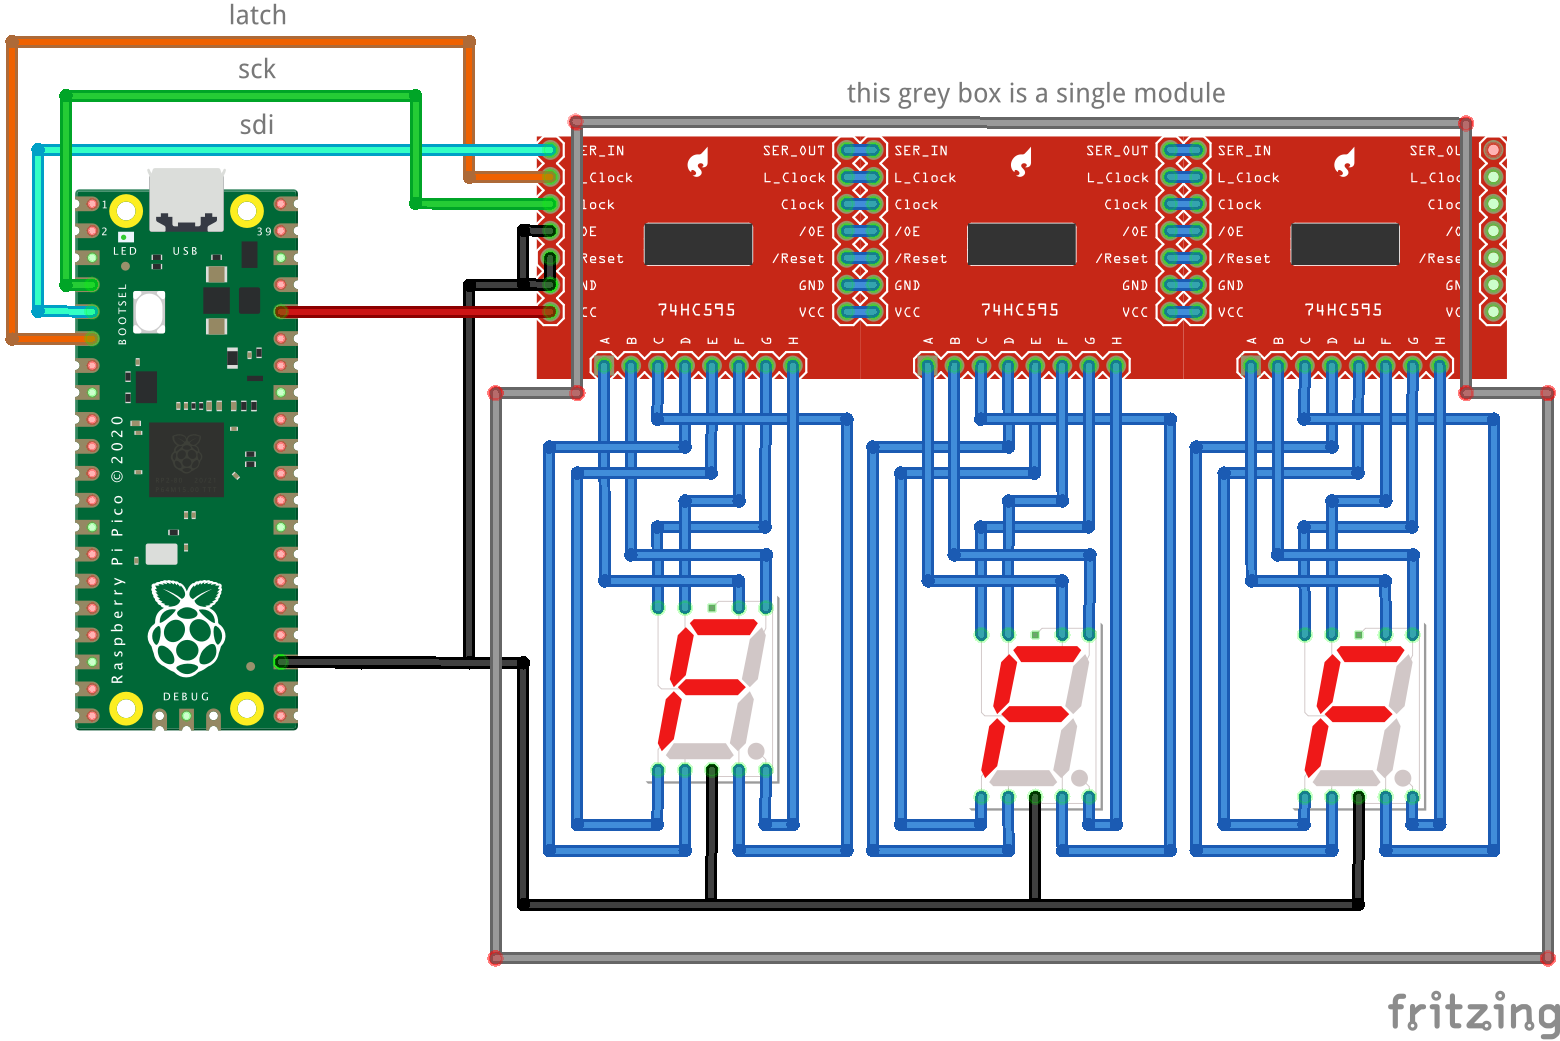 latch
sck
this grey box is a single module
sdi
SER_IN SER_OUT SER_IN SER_OUT SER_IN SER_OU
_Clock L_Clock L_Clock L_Clock L_Clock L_Cloc
lock Clock Clock Clock Clock Cloc
OE /OE /OE /OE /OE /O
Reset /Reset /Reset /Reset /Reset /Rese
ND GND GND GND GND GN
CC VCC VCC VCC VCC VC
74HC595 74HC595 74HC595
A B C D E F G H A B C D E F G H A B C D E F G H
1
2 39
LED USB
BOOTSEL
Raspberry Pi Pico © 2020
DEBUG
fritzing